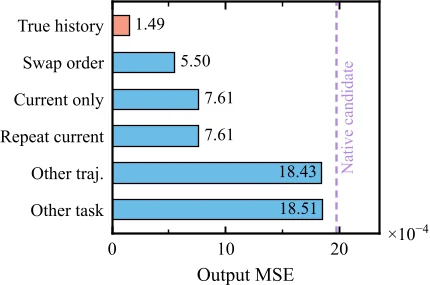 True history 1.49
Swap order 5.50
Current only 7.61
Repeat current 7.61
Other traj. 18.43
Other task 18.51
Native candidate
0 10 20
×10⁻⁴
Output MSE